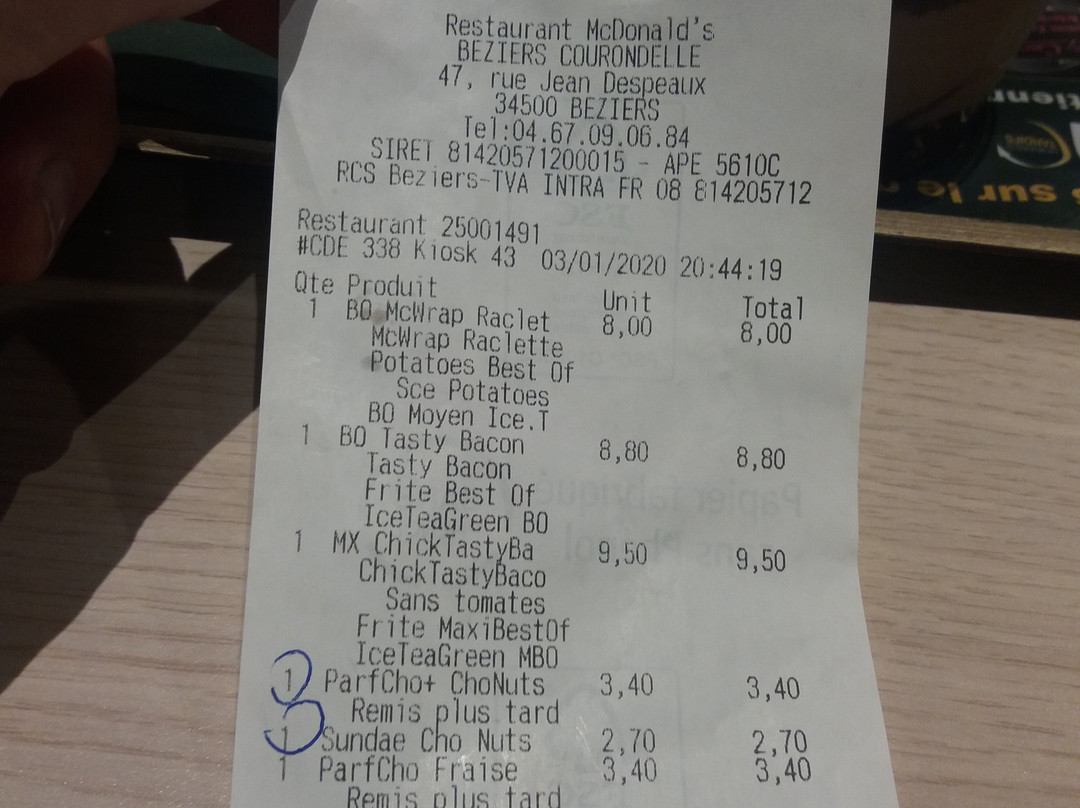 Restaurant McDonald's
BEZIERS COURONDELLE
47, rue Jean Despeaux
34500 BEZIERS
Tel:04.67.09.06.84
SIRET 81420571200015 - APE 5610C
RCS Beziers-TVA INTRA FR 08 814205712
Restaurant 25001491
#CDE 338 Kiosk 43 03/01/2020 20:44:19
Qte Produit Unit Total
1 BO McWrap Raclet 8,00 8,00
McWrap Raclette
Potatoes Best Of
Sce Potatoes
BO Moyen Ice.T
1 BO Tasty Bacon 8,80 8,80
Tasty Bacon
Frite Best Of
IceTeaGreen BO
1 MX ChickTastyBa 9,50 9,50
ChickTastyBaco
Sans tomates
Frite MaxiBestOf
IceTeaGreen MBO
1 ParfCho+ ChoNuts 3,40 3,40
Remis plus tard
1 Sundae Cho Nuts 2,70 2,70
1 ParfCho Fraise 3,40 3,40
Remis plus tard
sur le